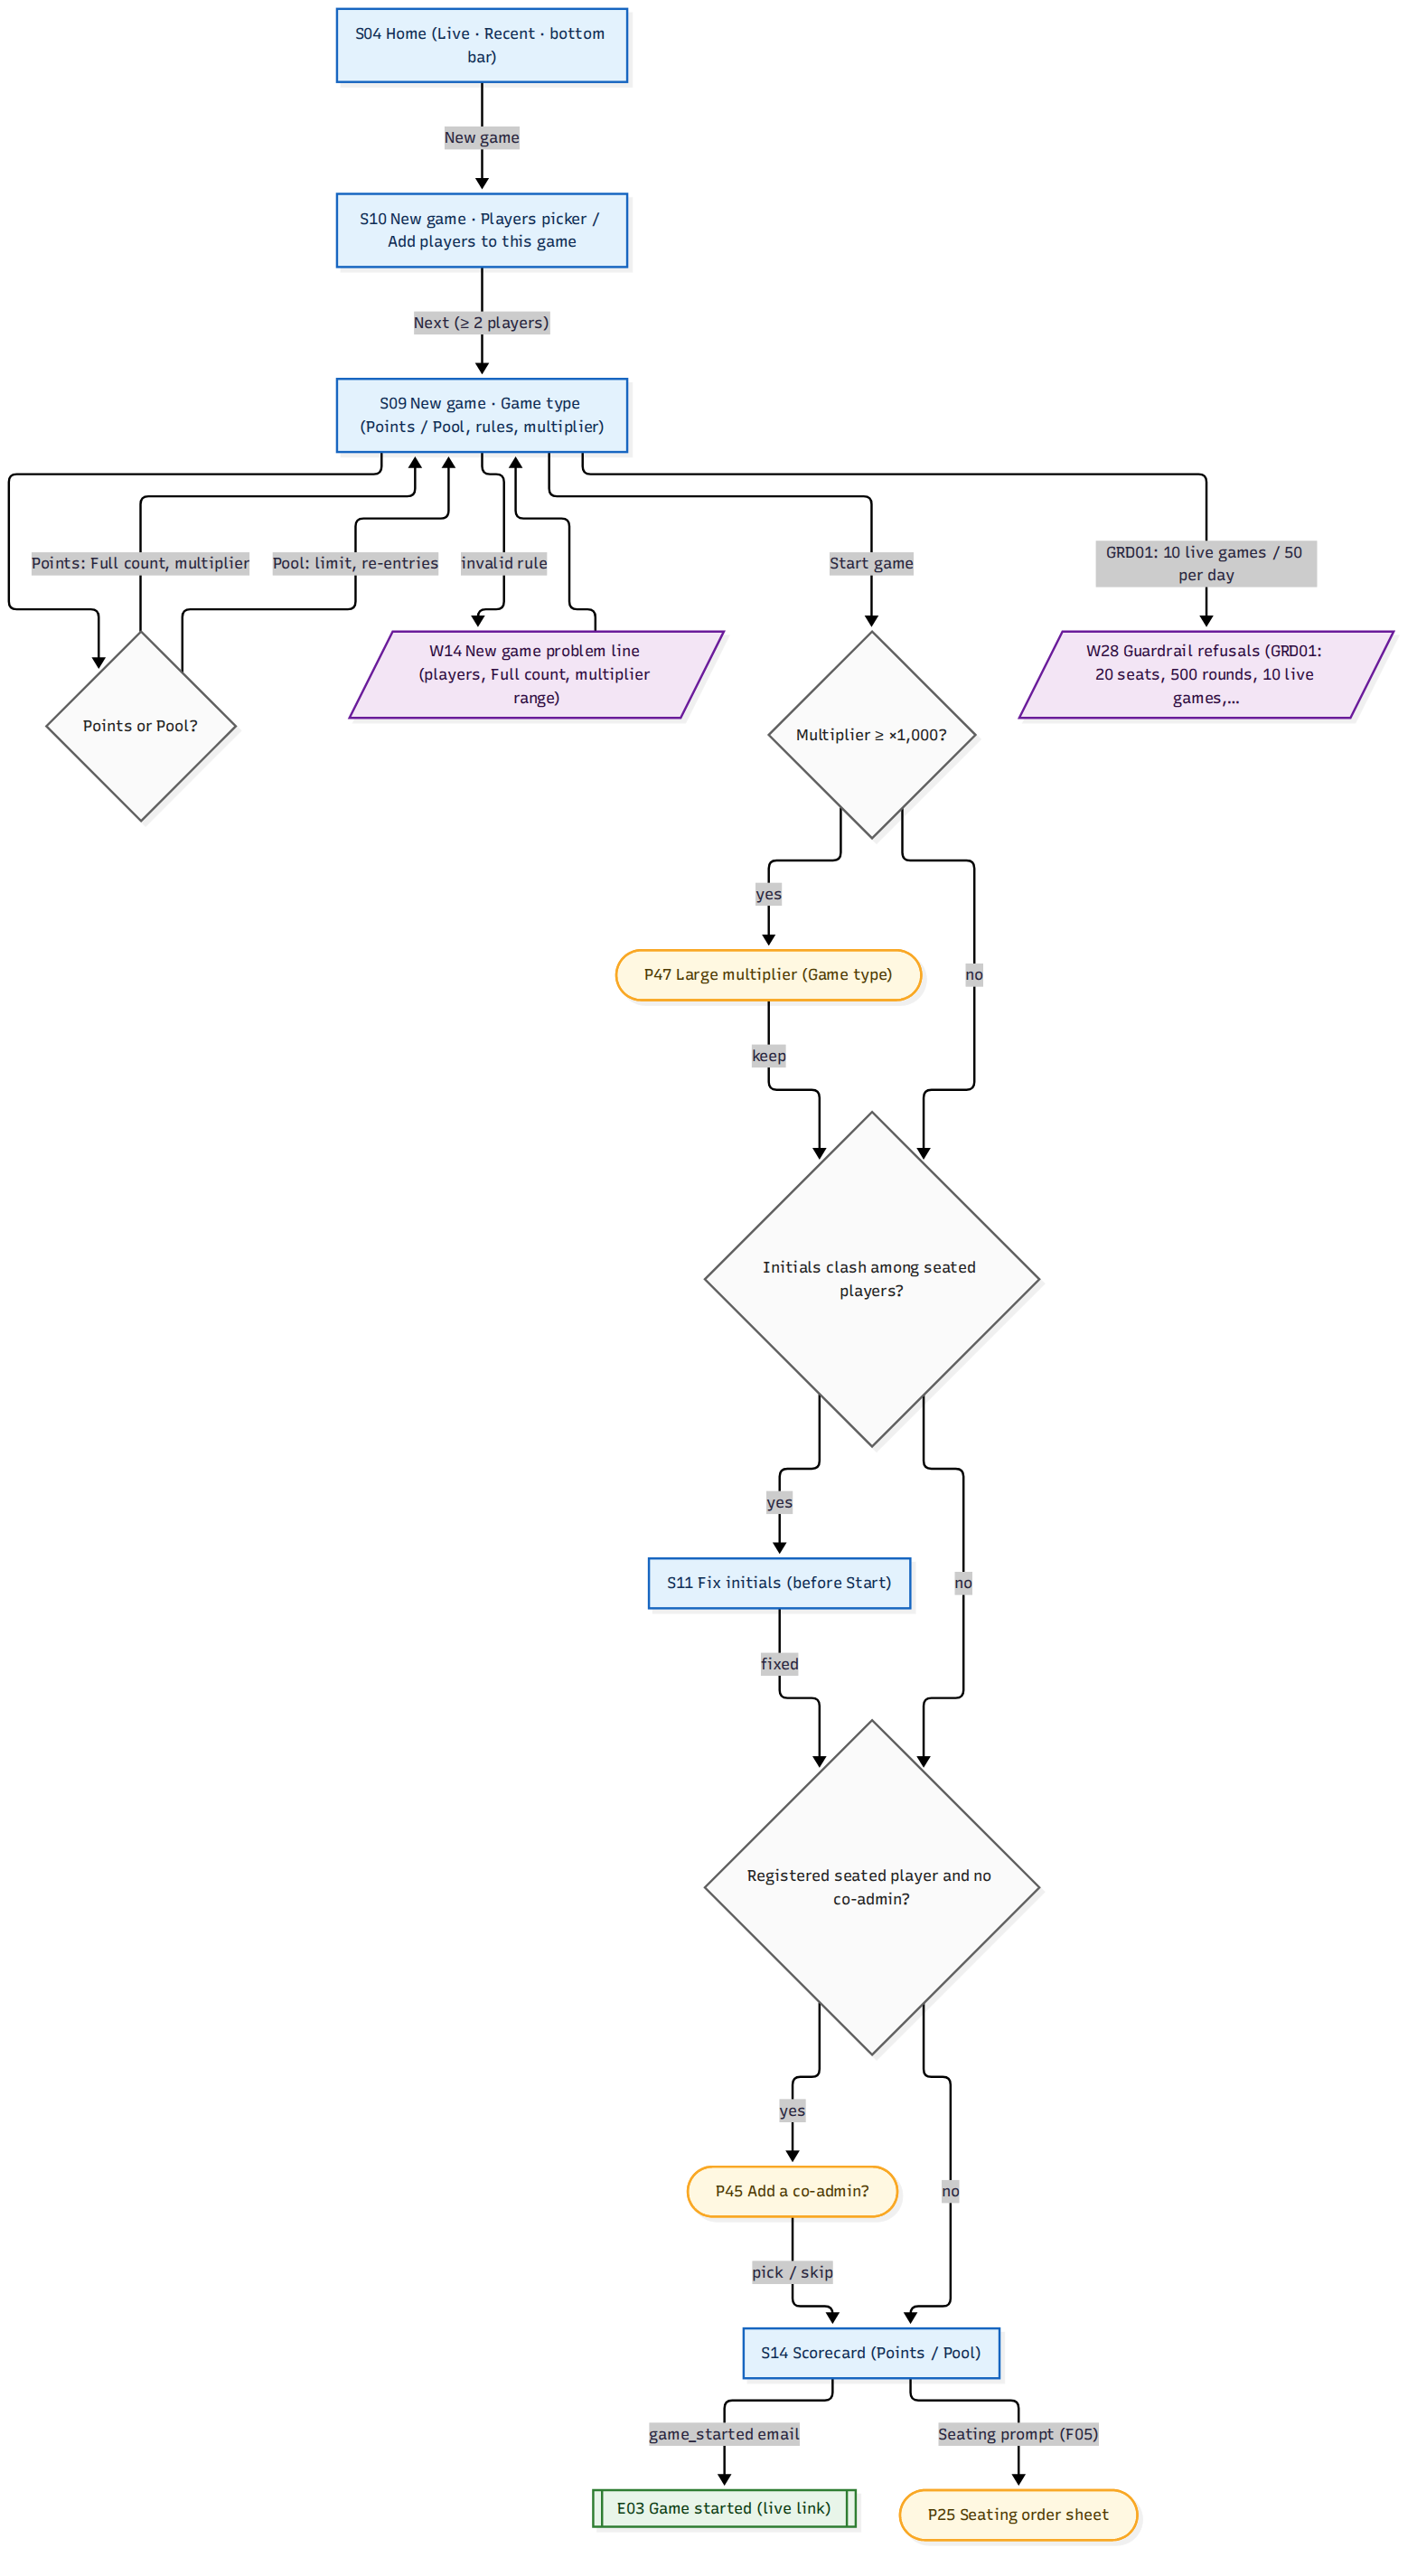 S04 Home (Live · Recent · bottom
bar)
New game
S10 New game · Players picker /
Add players to this game
Next (≥ 2 players)
S09 New game · Game type
(Points / Pool, rules, multiplier)
Points: Full count, multiplier
Pool: limit, re-entries
invalid rule
Start game
GRD01: 10 live games / 50
per day
Points or Pool?
W14 New game problem line
(players, Full count, multiplier
range)
Multiplier ≥ ×1,000?
W28 Guardrail refusals (GRD01:
20 seats, 500 rounds, 10 live
games,...
yes
P47 Large multiplier (Game type)
no
keep
Initials clash among seated
players?
yes
S11 Fix initials (before Start)
no
fixed
Registered seated player and no
co-admin?
yes
P45 Add a co-admin?
no
pick / skip
S14 Scorecard (Points / Pool)
game_started email
Seating prompt (F05)
E03 Game started (live link)
P25 Seating order sheet